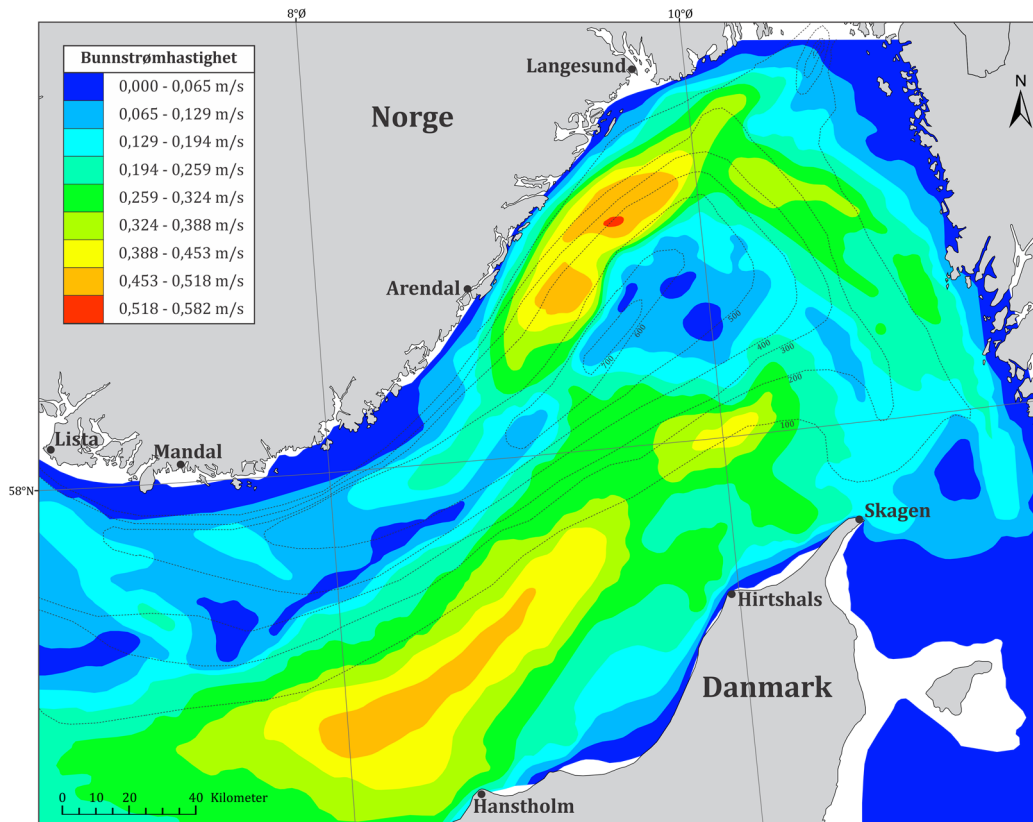 8°0'
10°0'
Bunnstrømhastighet
0,000 - 0,065 m/s
0,065 - 0,129 m/s
0,129 - 0,194 m/s
0,194 - 0,259 m/s
0,259 - 0,324 m/s
0,324 - 0,388 m/s
0,388 - 0,453 m/s
0,453 - 0,518 m/s
0,518 - 0,582 m/s
Langesund
N
Norge
Arendal
500
600
700
400
300
200
100
Lista
Mandal
58°N
Skagen
Hirtshals
Danmark
0 10 20 40 Kilometer
Hanstholm